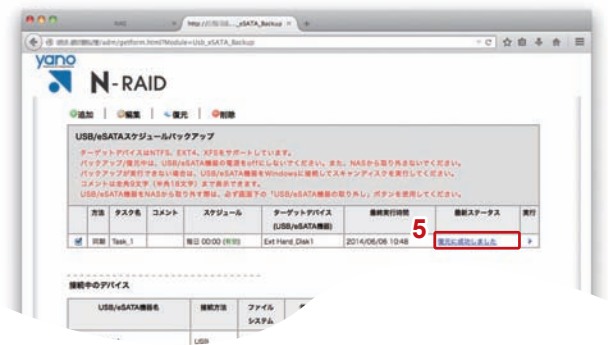 http://
_eSATA_Backup
adm/getform.html?Module=Usb_eSATA_Backup
yano
N-RAID
追加 | 編集 | 復元 | 削除
USB/eSATAスケジュールバックアップ
ターゲットデバイスはNTFS、EXT4、XFSをサポートしています。
バックアップ/復元中は、USB/eSATA機器の電源をoffにしないでください。また、NASから取り外さないでください。
バックアップが実行できない場合は、USB/eSATA機器をWindowsに接続してスキャンディスクを実行してください。
コメントは全角9文字（半角18文字）まで表示できます。
USB/eSATA機器をNASから取り外す際は、必ず画面下の「USB/eSATA機器の取り外し」ボタンを使用してください。
方法 タスク名 コメント スケジュール ターゲットデバイス (USB/eSATA機器) 最終実行時間 最新ステータス 実行
5
同期 Task_1 毎日 00:00 (有効) Ext Hard_Disk1 2014/06/06 10:48 復元に成功しました
接続中のデバイス
USB/eSATA機器名 接続方法 ファイルシステム
USB